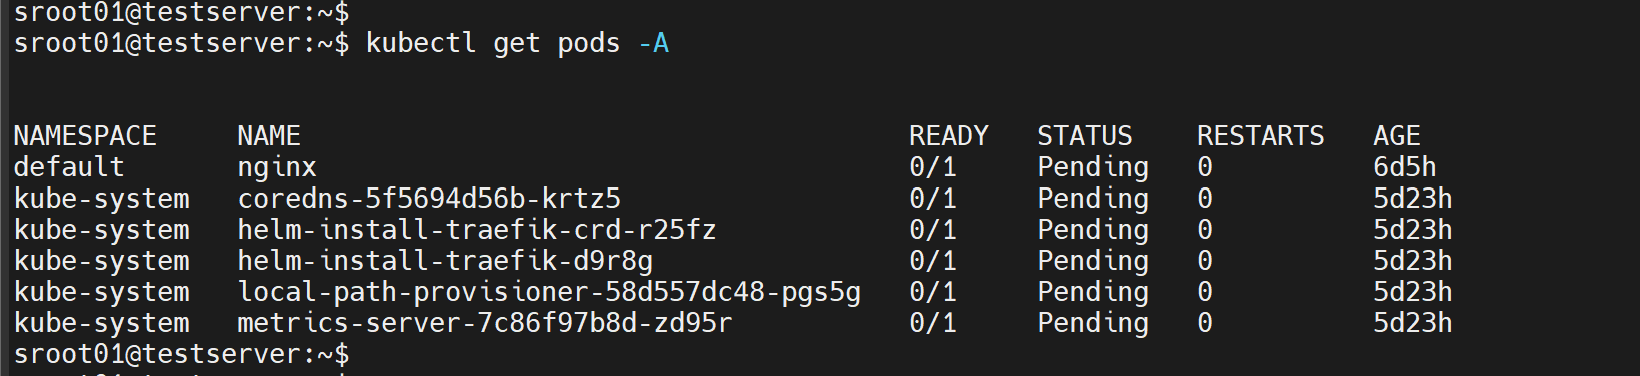 sroot01@testserver:~$
sroot01@testserver:~$ kubectl get pods -A
NAMESPACE     NAME                                      READY   STATUS    RESTARTS   AGE
default       nginx                                     0/1     Pending   0          6d5h
kube-system   coredns-5f5694d56b-krtz5                  0/1     Pending   0          5d23h
kube-system   helm-install-traefik-crd-r25fz            0/1     Pending   0          5d23h
kube-system   helm-install-traefik-d9r8g                0/1     Pending   0          5d23h
kube-system   local-path-provisioner-58d557dc48-pgs5g   0/1     Pending   0          5d23h
kube-system   metrics-server-7c86f97b8d-zd95r           0/1     Pending   0          5d23h
sroot01@testserver:~$